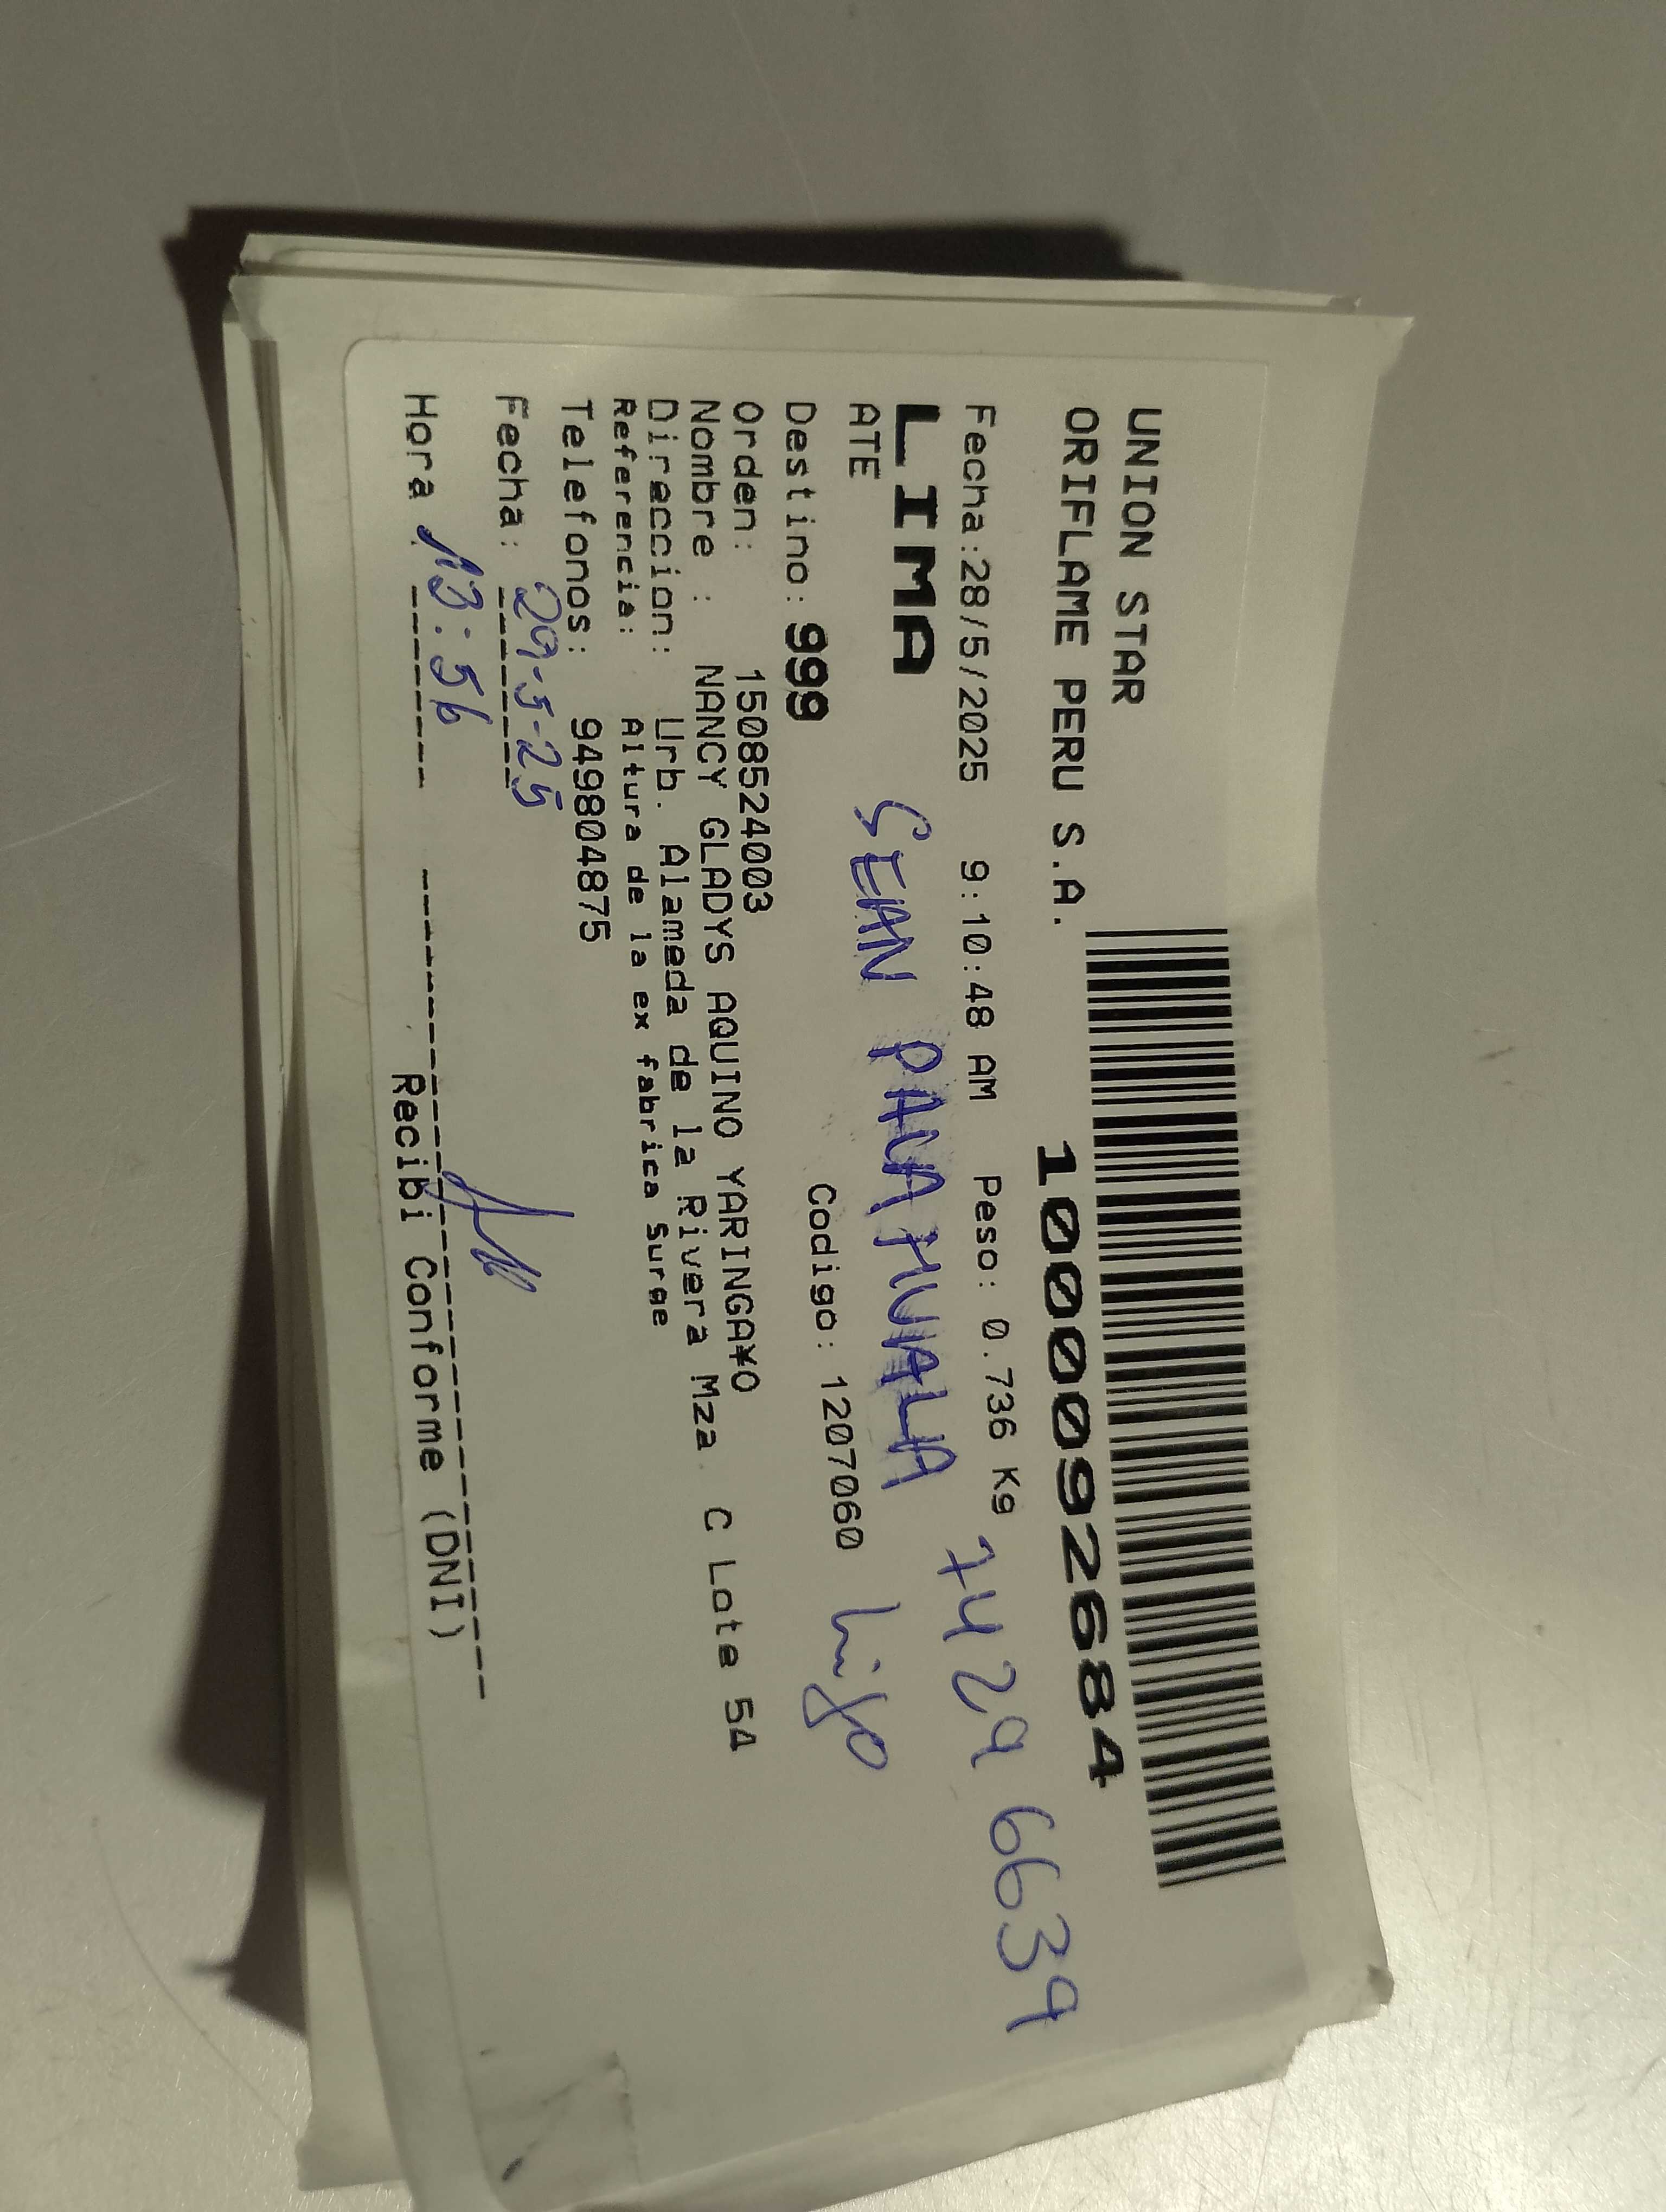 UNION STAR
ORIFLAME PERU S.A.
10000926844
Fecha:28/5/2025 9:10:48 AM Peso: 0.736 Kg
74296639
LIMA
SEAN
ATE
Destino: 999 Codigo: 1207060 hijo
Orden: 1508524003
Nombre : NANCY GLADYS AQUINO YARINGA*O
Direccion: Urb. Alameda de la Rivera Mza C Lote 54
Referencia: Altura de la ex fabrica Surge
Telefonos: 949804875
Fecha: 29-5-25
Hora 13:56
Recibi Conforme (DNI)